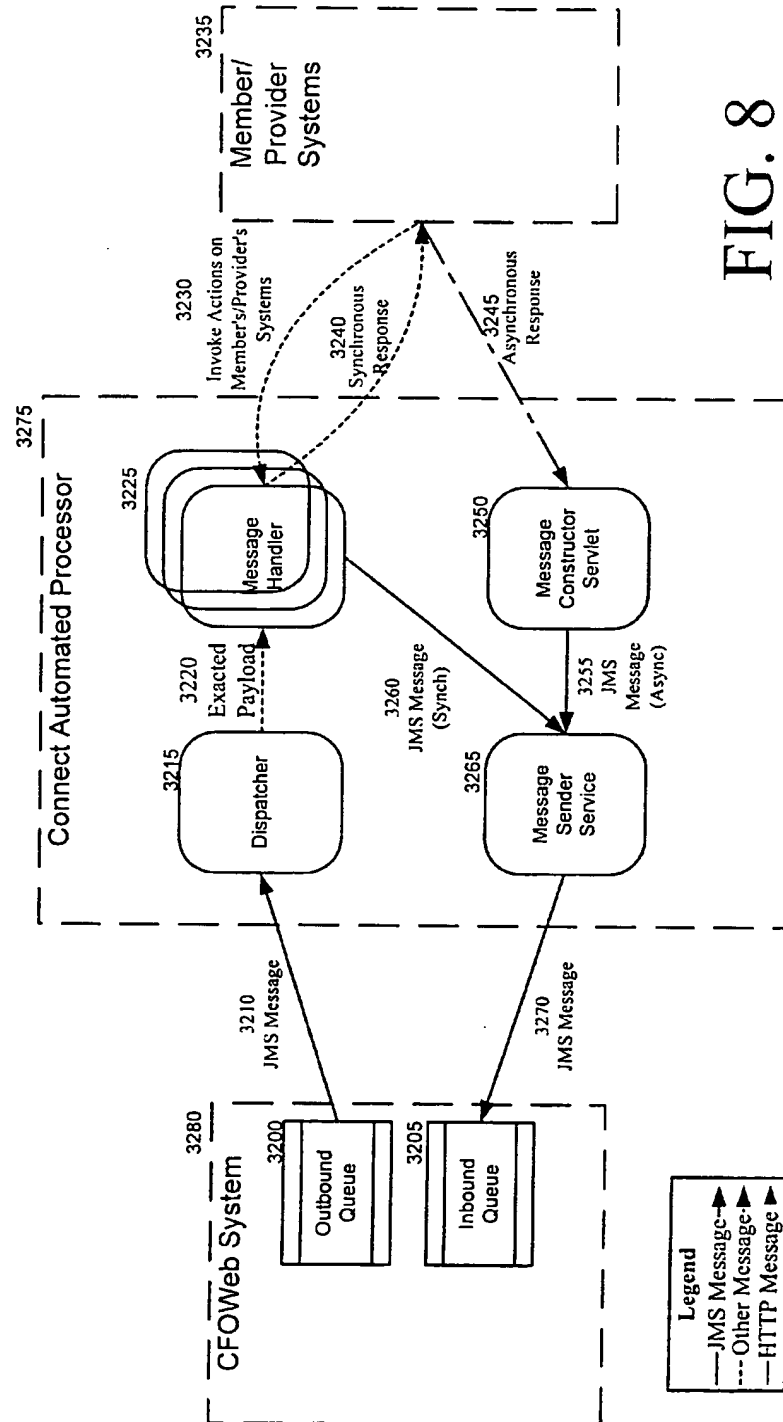 3280
CFOWeb System
3200
Outbound
Queue
3205
Inbound
Queue
3210
JMS Message
3270
JMS Message
3275
Connect Automated Processor
3215
Dispatcher
3220
Exacted
Payload
3225
Message
Handler
3260
JMS Message
(Synch)
3265
Message
Sender
Service
3255
JMS
Message
(Async)
3250
Message
Constructor
Servlet
3230
Invoke Actions on
Member's/Provider's
Systems
3240
Synchronous
Response
3245
Asynchronous
Response
3235
Member/
Provider
Systems
Legend
JMS Message
Other Message
HTTP Message
FIG. 8